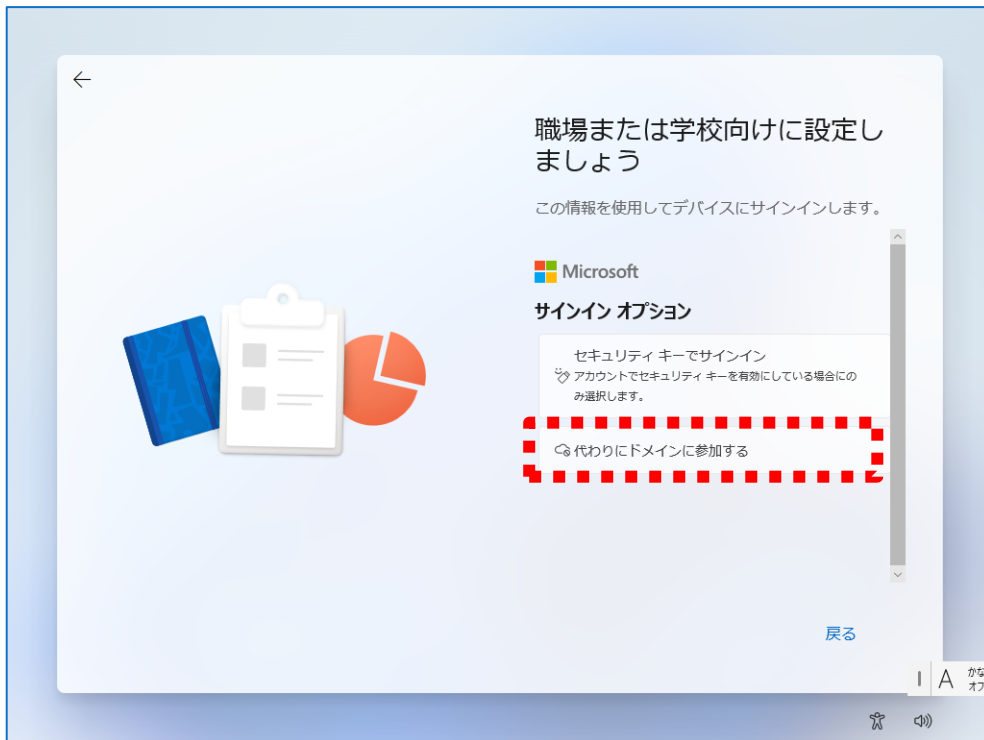 職場または学校向けに設定し
ましょう
この情報を使用してデバイスにサインインします。
Microsoft
サインイン オプション
セキュリティ キーでサインイン
アカウントでセキュリティ キーを有効にしている場合にの
み選択します。
代わりにドメインに参加する
戻る
A
かな
オフ